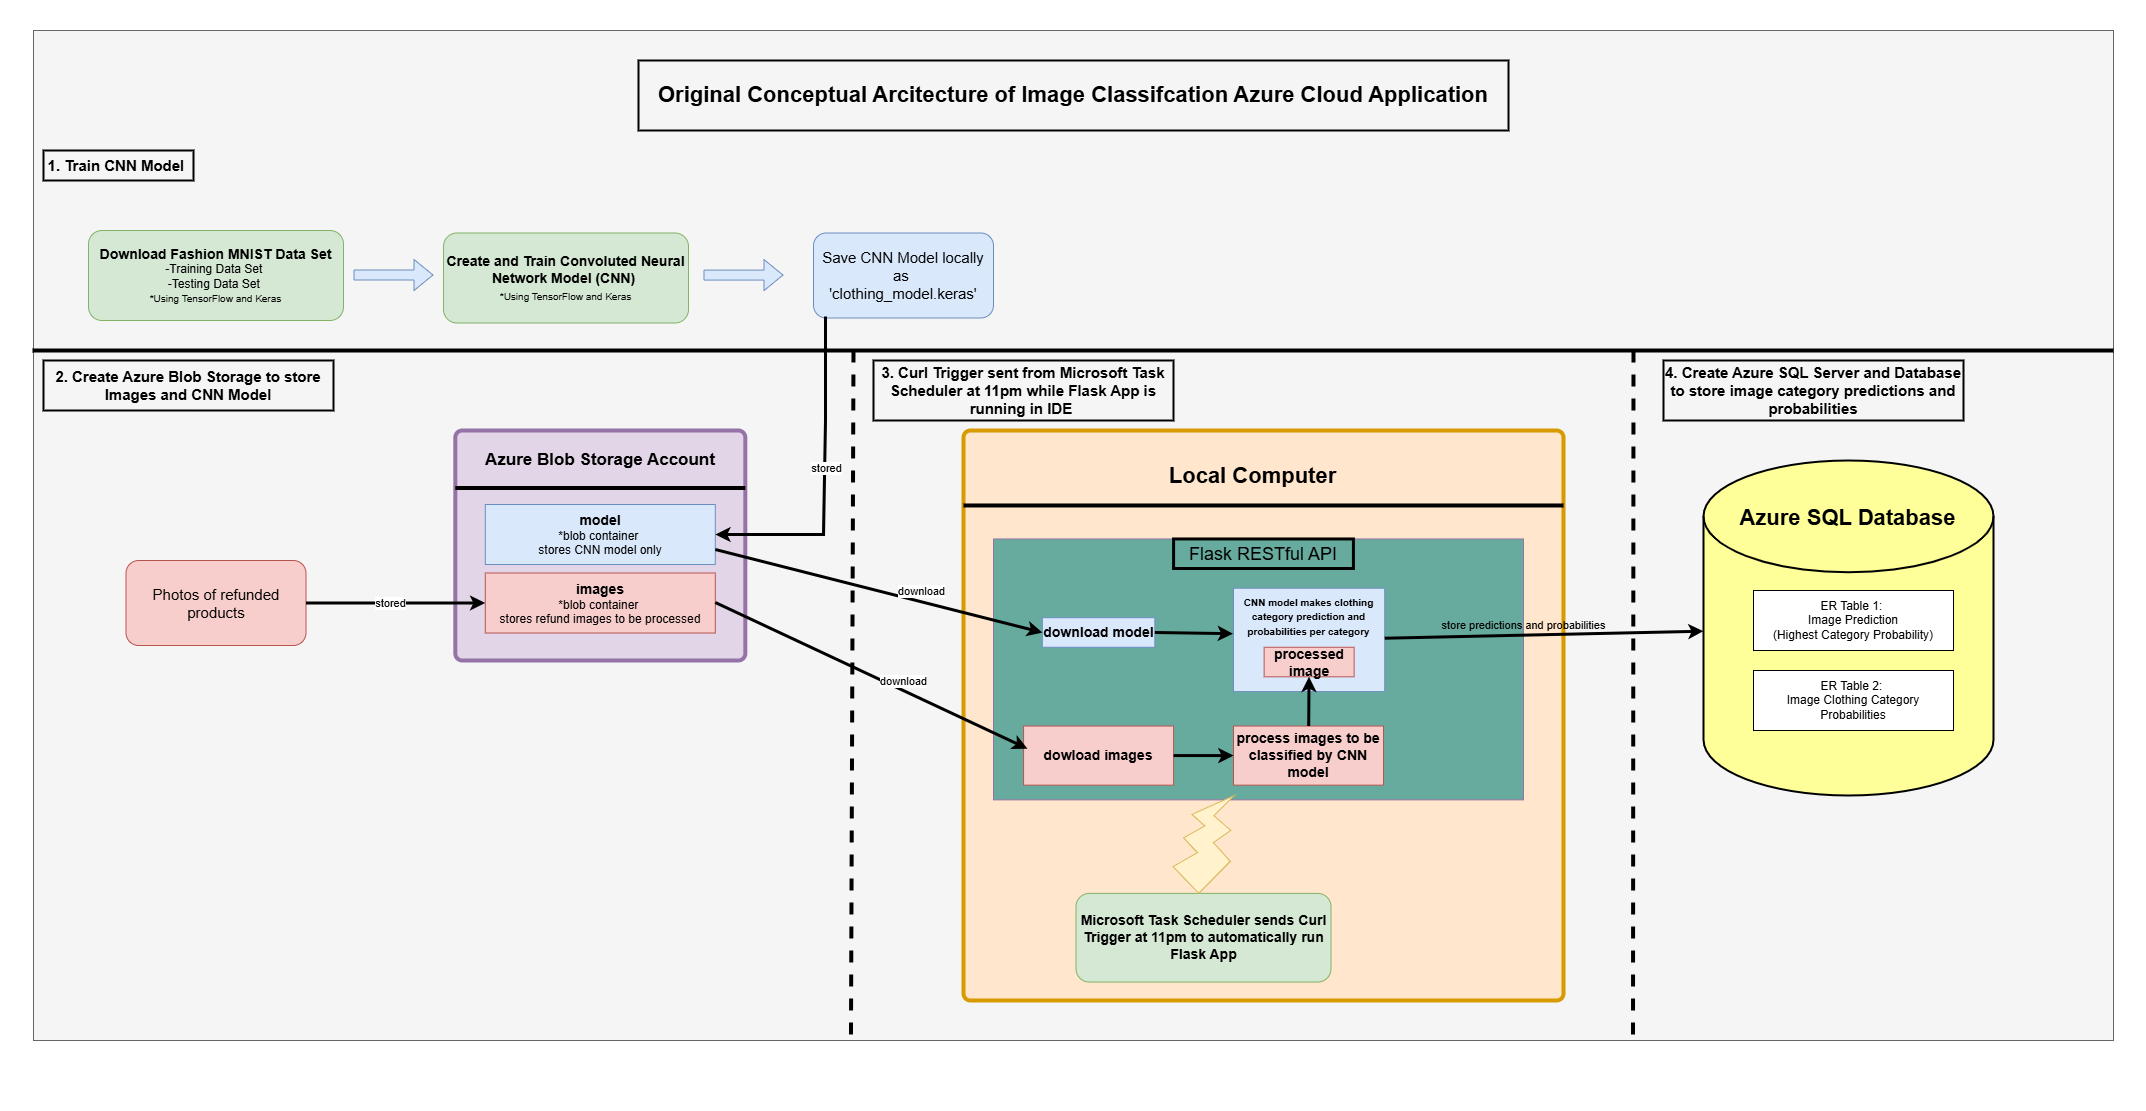 Original Conceptual Arcitecture of Image Classifcation Azure Cloud Application
1. Train CNN Model
Download Fashion MNIST Data Set
-Training Data Set
-Testing Data Set
*Using TensorFlow and Keras
Create and Train Convoluted Neural
Network Model (CNN)
*Using TensorFlow and Keras
Save CNN Model locally
as
'clothing_model.keras'
2. Create Azure Blob Storage to store
Images and CNN Model
3. Curl Trigger sent from Microsoft Task
Scheduler at 11pm while Flask App is
running in IDE
4. Create Azure SQL Server and Database
to store image category predictions and
probabilities
stored
Azure Blob Storage Account
model
*blob container
stores CNN model only
images
*blob container
stores refund images to be processed
Photos of refunded
products
stored
download
download
Local Computer
Flask RESTful API
download model
CNN model makes clothing
category prediction and
probabilities per category
processed
image
dowload images
process images to be
classified by CNN
model
Microsoft Task Scheduler sends Curl
Trigger at 11pm to automatically run
Flask App
store predictions and probabilities
Azure SQL Database
ER Table 1:
Image Prediction
(Highest Category Probability)
ER Table 2:
Image Clothing Category
Probabilities